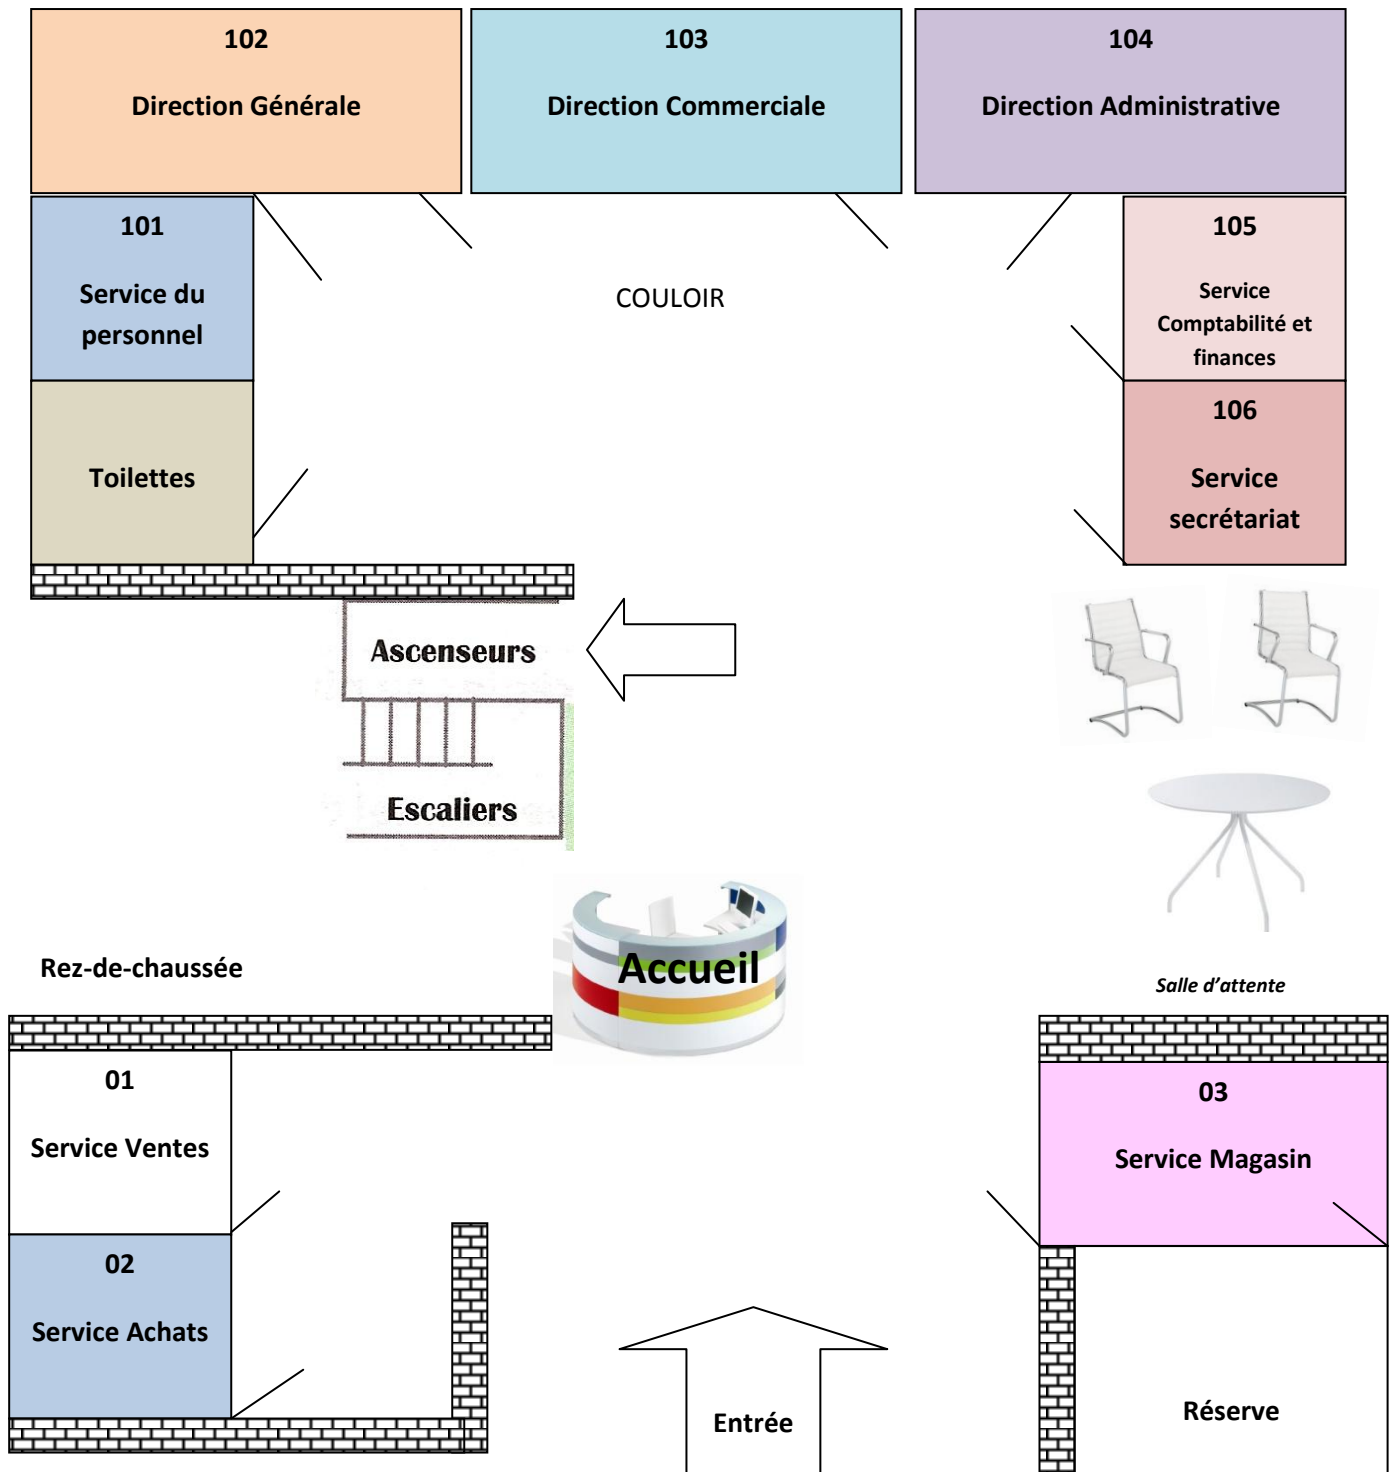 102
Direction Générale
103
Direction Commerciale
104
Direction Administrative
101
Service du
personnel
COULOIR
105
Service
Comptabilité et
finances
Toilettes
106
Service
secrétariat
Ascenseurs
Escaliers
Accueil
Rez-de-chaussée
Salle d'attente
01
Service Ventes
03
Service Magasin
02
Service Achats
Entrée
Réserve